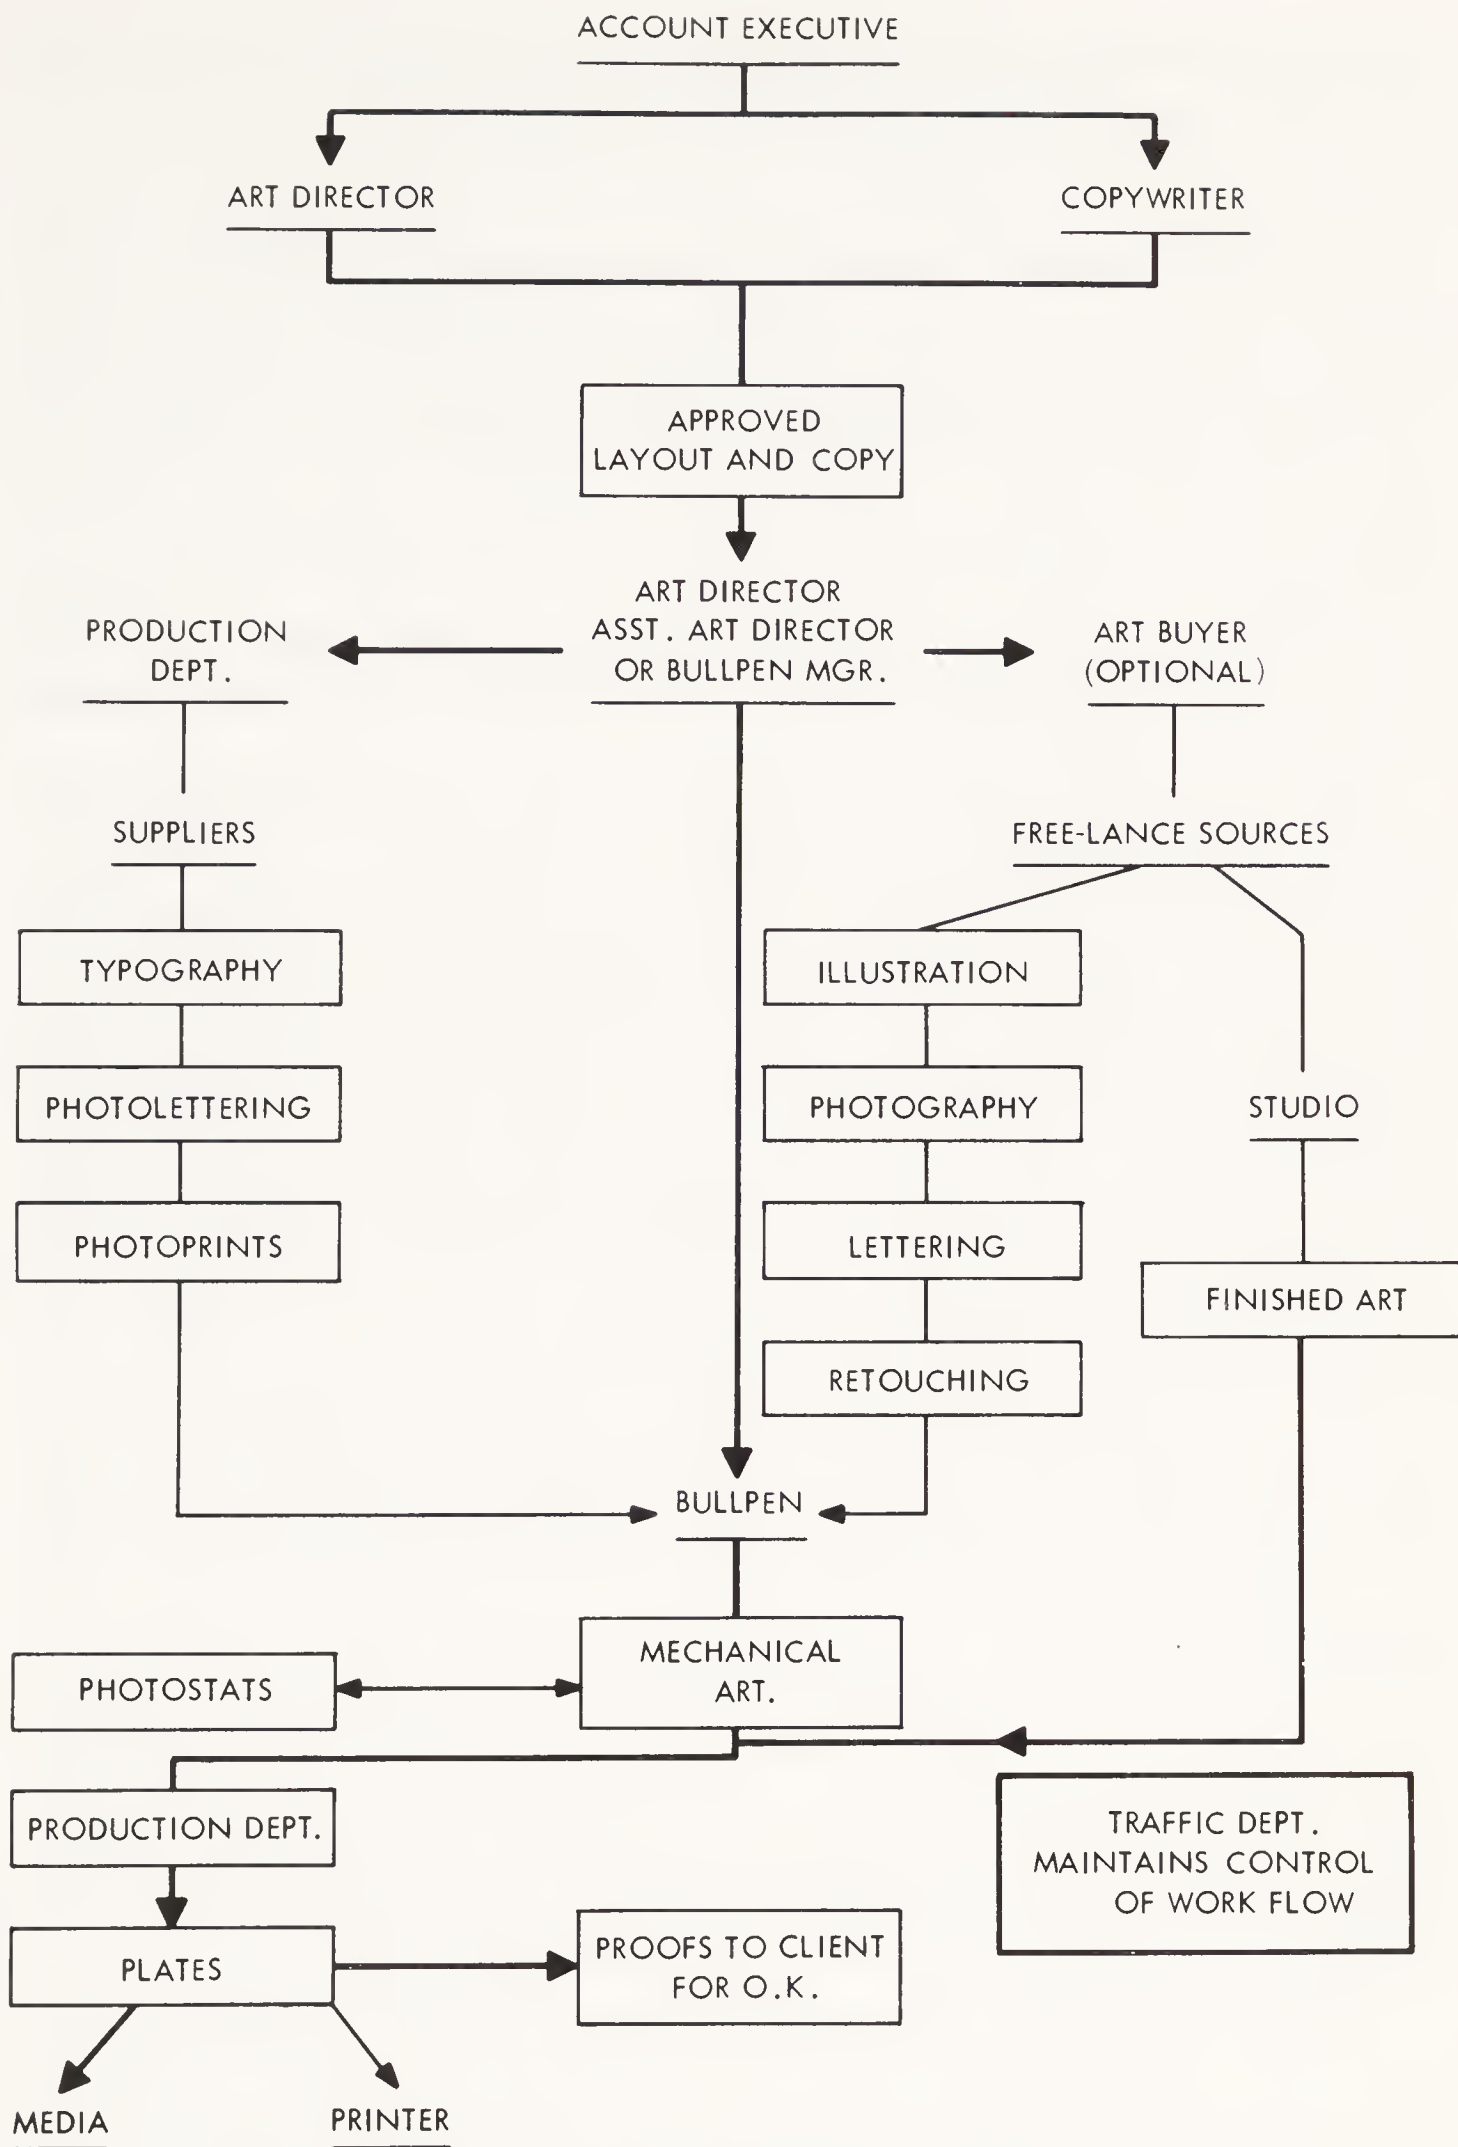 ACCOUNT EXECUTIVE
ART DIRECTOR
COPYWRITER
APPROVED
LAYOUT AND COPY
ART DIRECTOR
ASST. ART DIRECTOR
OR BULLPEN MGR.
PRODUCTION
DEPT.
ART BUYER
(OPTIONAL)
SUPPLIERS
FREE-LANCE SOURCES
TYPOGRAPHY
ILLUSTRATION
PHOTOLETTERING
PHOTOGRAPHY
STUDIO
PHOTOPRINTS
LETTERING
FINISHED ART
RETOUCHING
BULLPEN
MECHANICAL
ART.
PHOTOSTATS
PRODUCTION DEPT.
TRAFFIC DEPT.
MAINTAINS CONTROL
OF WORK FLOW
PLATES
PROOFS TO CLIENT
FOR O.K.
MEDIA
PRINTER